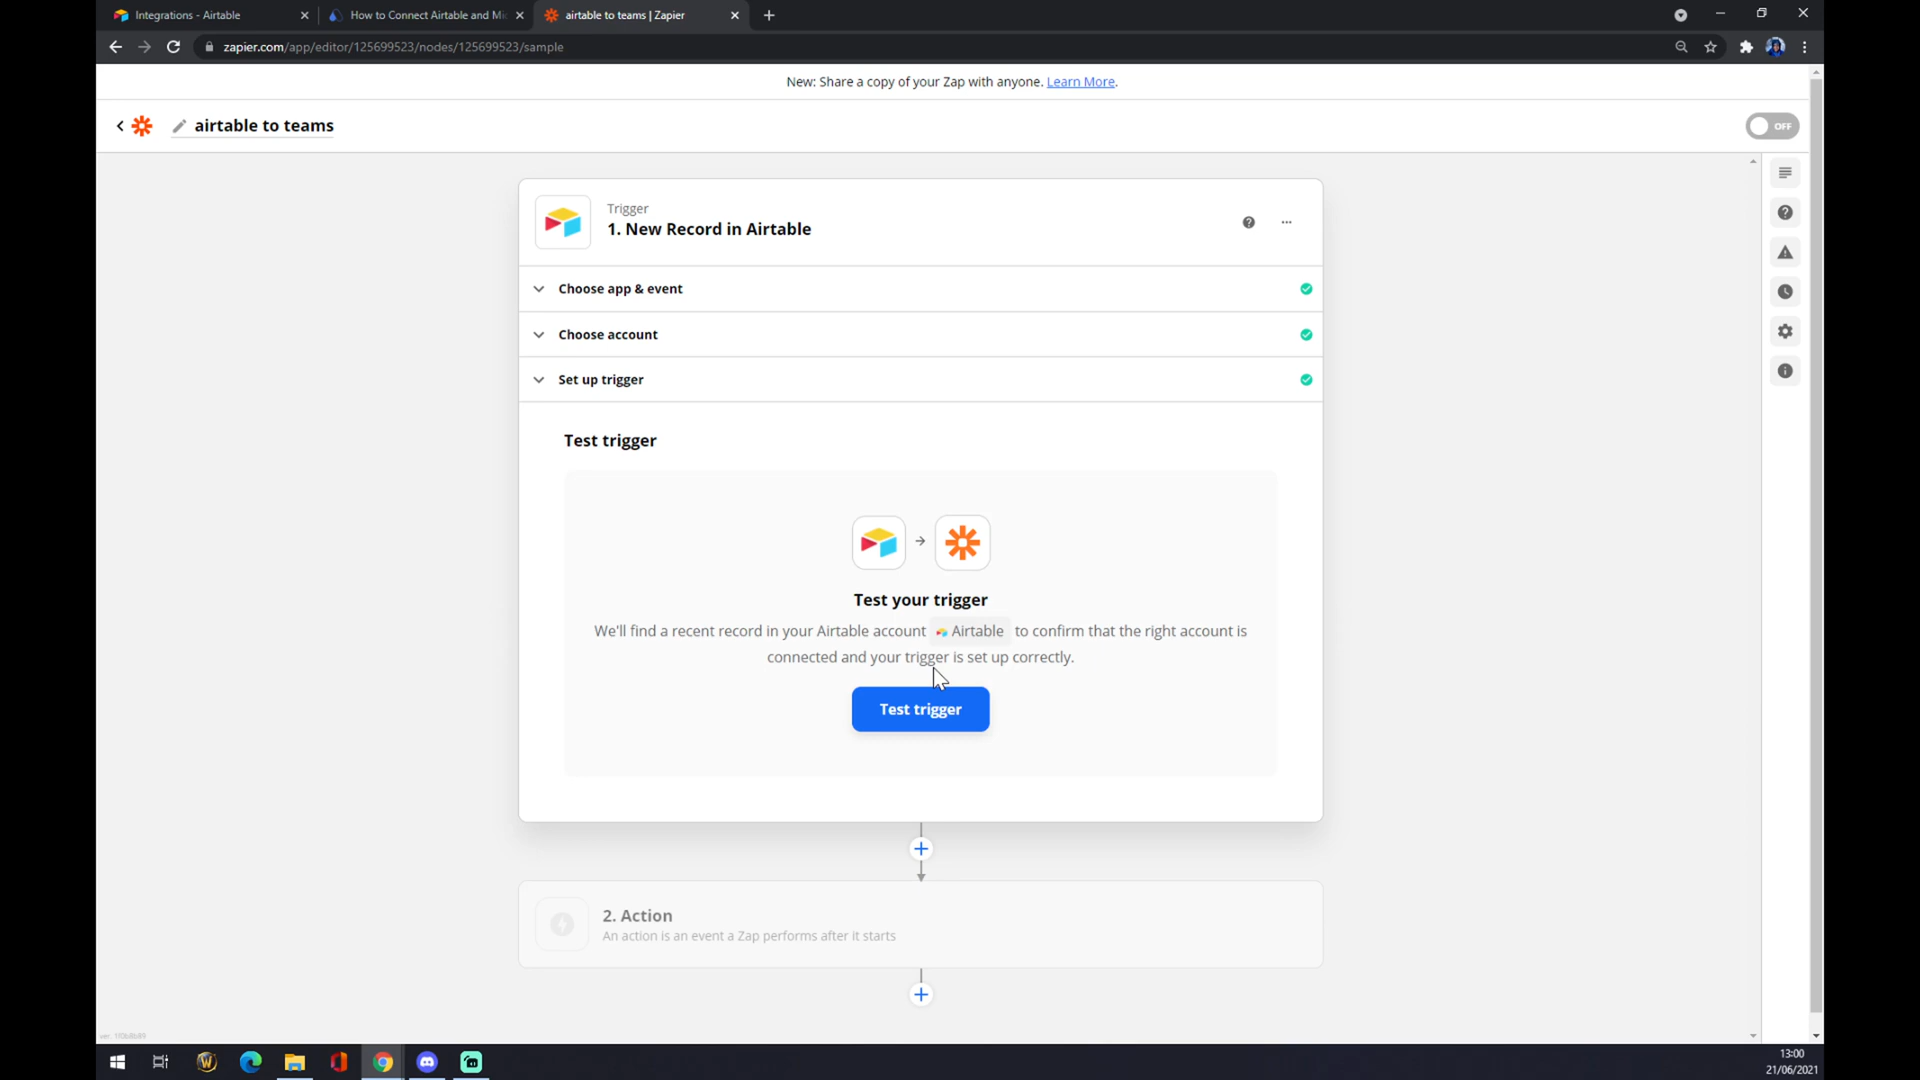 Integrations - Airtable
How to Connect Airtable and Mi
airtable to teams | Zapier
zapier.com/app/editor/125699523/nodes/125699523/sample
New: Share a copy of your Zap with anyone. Learn More.
airtable to teams
OFF
Trigger
1. New Record in Airtable
Choose app & event
Choose account
Set up trigger
Test trigger
Test your trigger
We'll find a recent record in your Airtable account Airtable to confirm that the right account is
connected and your trigger is set up correctly.
Test trigger
2. Action
An action is an event a Zap performs after it starts
13:00
21/06/2021